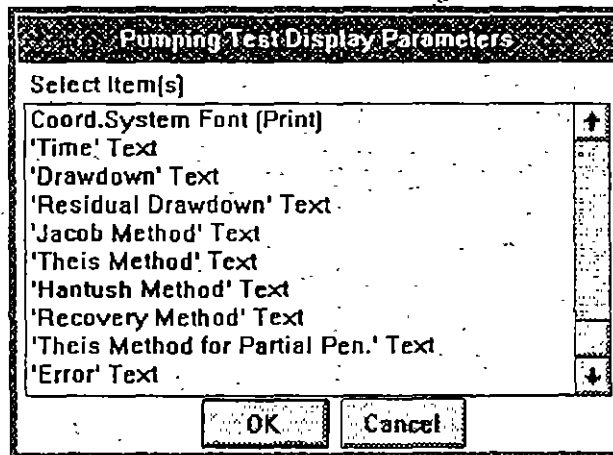 Pumping Test Display Parameters
Select Item(s)
Coord.System Font (Print)
'Time' Text
'Drawdown' Text
'Residual Drawdown' Text
'Jacob Method' Text
'Theis Method' Text
'Hantush Method' Text
'Recovery Method' Text
'Theis Method for Partial Pen.' Text
'Error' Text
OK Cancel